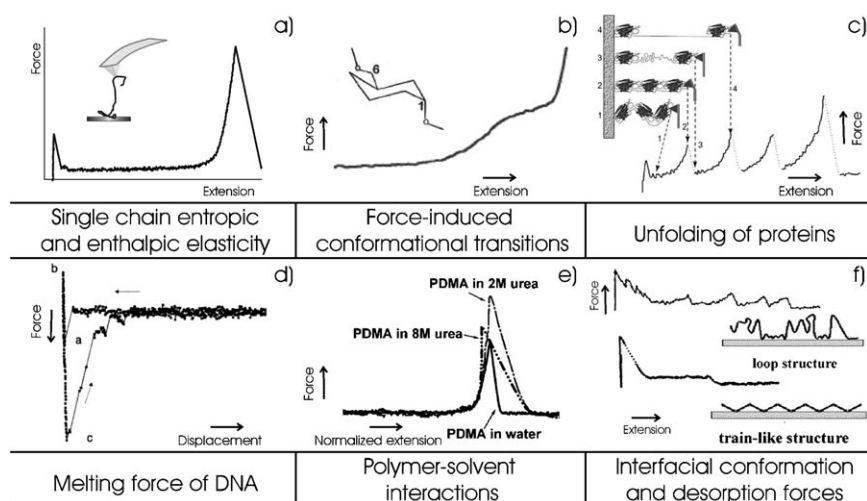 a)
Force
Extension
Single chain entropic
and enthalpic elasticity
b)
6
1
Force
Extension
Force-induced
conformational transitions
c)
4
3
2
1
1
2
3
4
Force
Extension
Unfolding of proteins
d)
b
Force
a
c
Displacement
Melting force of DNA
e)
PDMA in 2M urea
PDMA in 8M urea
Force
PDMA in water
Normalized extension
Polymer-solvent
interactions
f)
Force
loop structure
Extension
train-like structure
Interfacial conformation
and desorption forces